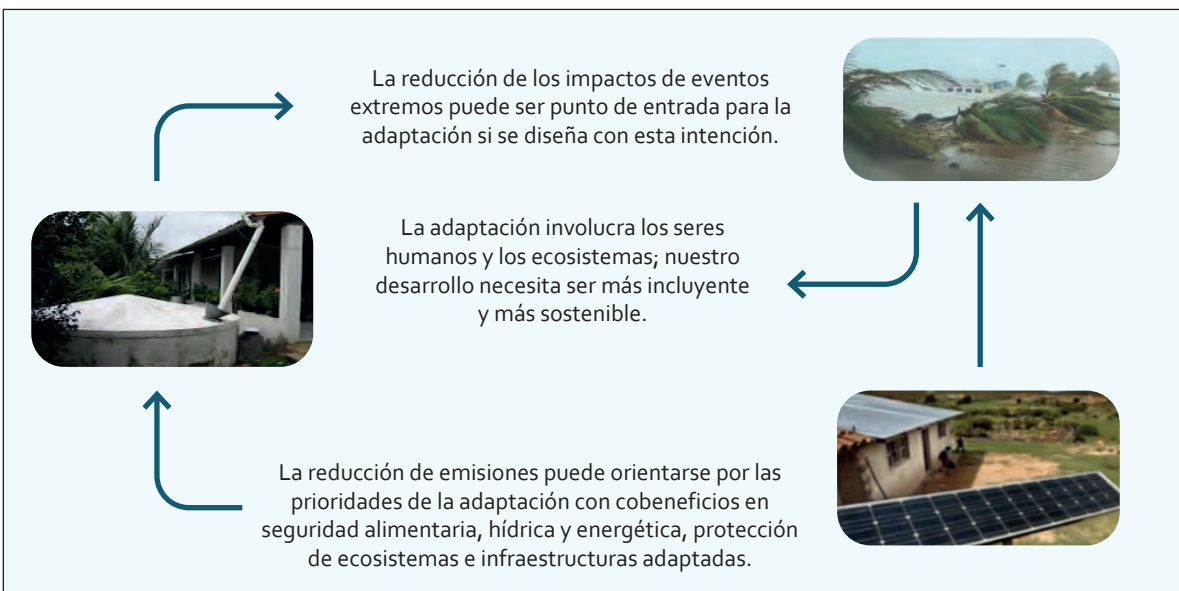 La reducción de los impactos de eventos
extremos puede ser punto de entrada para la
adaptación si se diseña con esta intención.
La adaptación involucra los seres
humanos y los ecosistemas; nuestro
desarrollo necesita ser más incluyente
y más sostenible.
La reducción de emisiones puede orientarse por las
prioridades de la adaptación con cobeneficios en
seguridad alimentaria, hídrica y energética, protección
de ecosistemas e infraestructuras adaptadas.